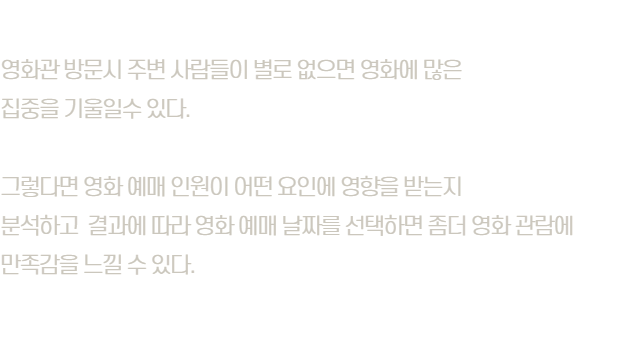 영화관 방문시 주변 사람들이 별로 없으면 영화에 많은
집중을 기울일수 있다.
그렇다면 영화 예매 인원이 어떤 요인에 영향을 받는지
분석하고 결과에 따라 영화 예매 날짜를 선택하면 좀더 영화 관람에
만족감을 느낄 수 있다.